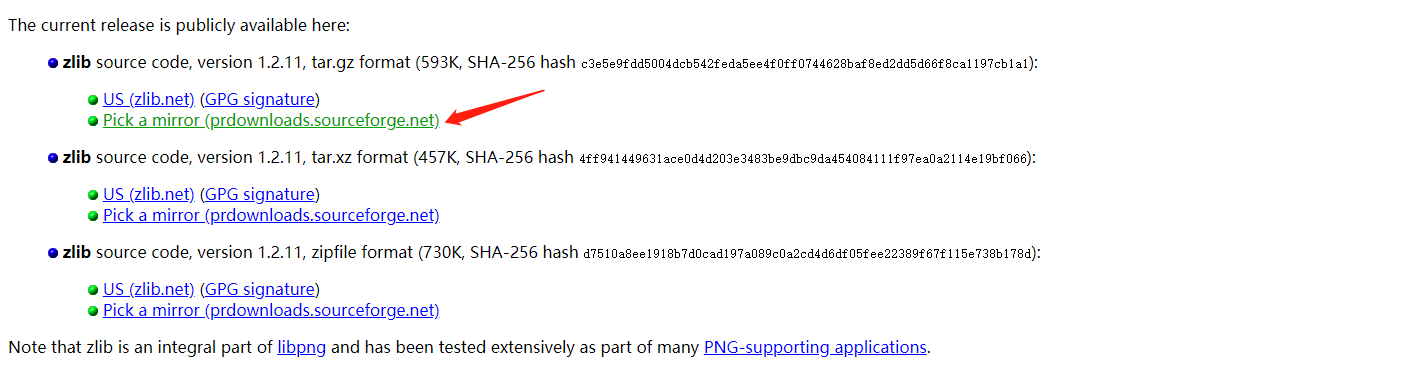 The current release is publicly available here:
zlib source code, version 1.2.11, tar.gz format (593K, SHA-256 hash c3e5e9fdd5004dcb542feda5ee4f0ff0744628baf8ed2dd5d66f8ca1197cb1a1):
US (zlib.net) (GPG signature)
Pick a mirror (prdownloads.sourceforge.net)
zlib source code, version 1.2.11, tar.xz format (457K, SHA-256 hash 4ff941449631ace0d4d203e3483be9dbc9da454084111f97ea0a2114e19bf066):
US (zlib.net) (GPG signature)
Pick a mirror (prdownloads.sourceforge.net)
zlib source code, version 1.2.11, zipfile format (730K, SHA-256 hash d7510a8ee1918b7d0cad197a089c0a2cd4d6df05fee22389f67f115e738b178d):
US (zlib.net) (GPG signature)
Pick a mirror (prdownloads.sourceforge.net)
Note that zlib is an integral part of libpng and has been tested extensively as part of many PNG-supporting applications.